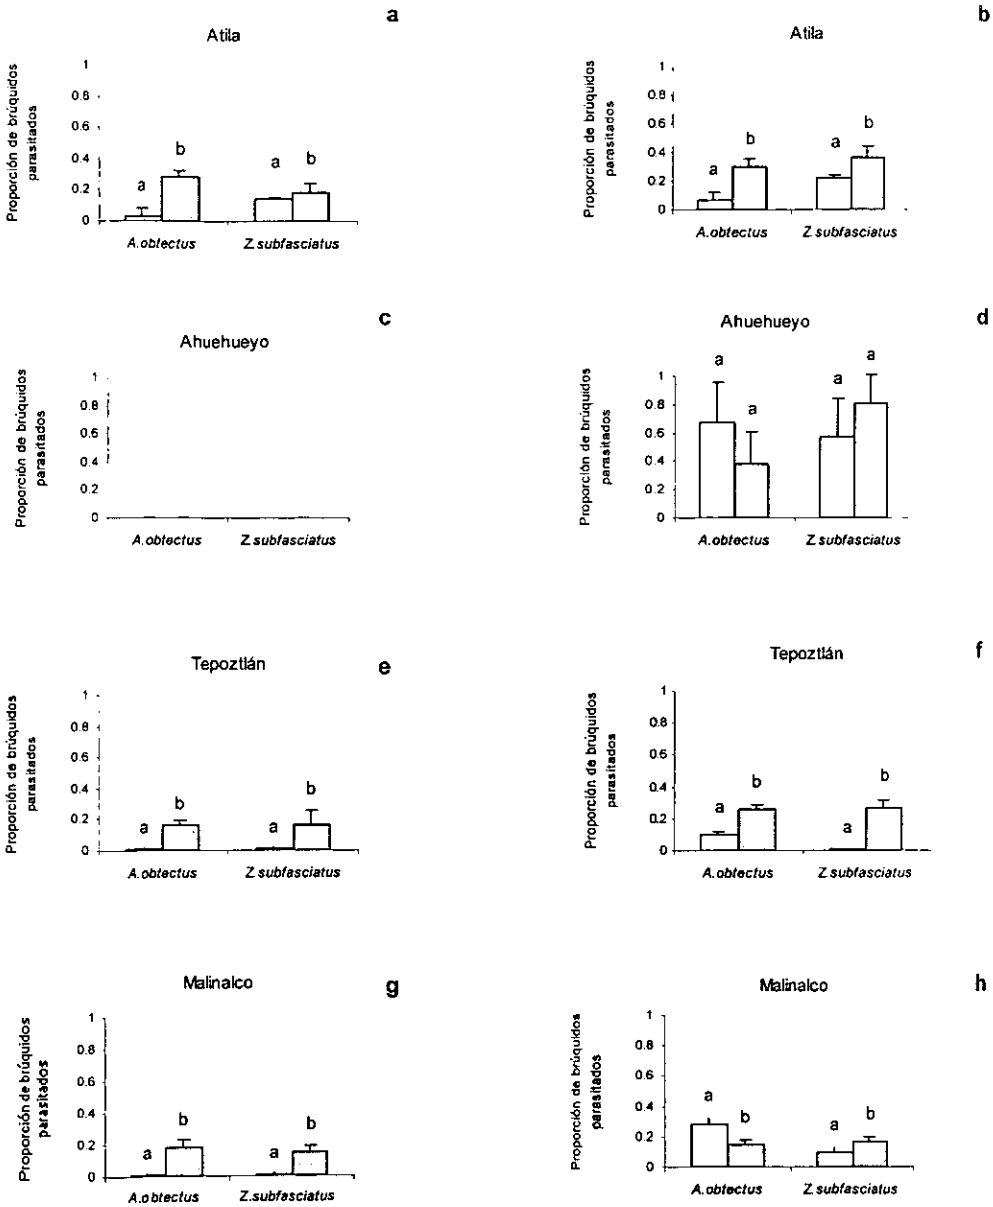 a
Atila
Proporción de brúquidos
parasitados
1
0.8
0.6
0.4
0.2
0
a
b
a
b
A.obtectus
Z.subfasciatus
b
Atila
Proporción de brúquidos
parasitados
1
0.8
0.6
0.4
0.2
0
a
b
a
b
A.obtectus
Z.subfasciatus
c
Ahuehueyo
Proporción de brúquidos
parasitados
1
0.8
0.6
0.4
0.2
0
A.obtectus
Z.subfasciatus
d
Ahuehueyo
Proporción de brúquidos
parasitados
1
0.8
0.6
0.4
0.2
0
a
a
a
a
A.obtectus
Z.subfasciatus
e
Tepoztlán
Proporción de brúquidos
parasitados
1
0.8
0.6
0.4
0.2
0
a
b
a
b
A.obtectus
Z.subfasciatus
f
Tepoztlán
Proporción de brúquidos
parasitados
1
0.8
0.6
0.4
0.2
0
a
b
a
b
A.obtectus
Z.subfasciatus
g
Malinalco
Proporción de brúquidos
parasitados
1
0.8
0.6
0.4
0.2
0
a
b
a
b
A.obtectus
Z.subfasciatus
h
Malinalco
Proporción de brúquidos
parasitados
1
0.8
0.6
0.4
0.2
0
a
b
a
b
A.obtectus
Z.subfasciatus